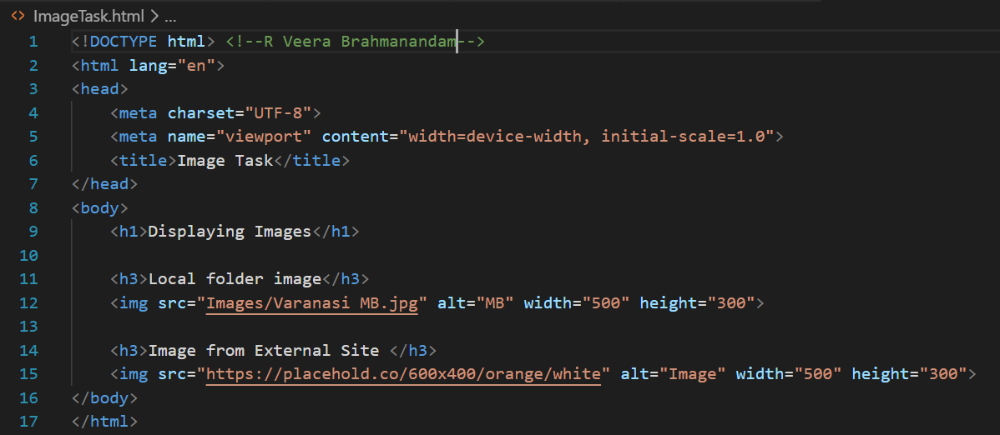 <> ImageTask.html > ...
1 <!DOCTYPE html> <!--R Veera Brahmanandam-->
2 <html lang="en">
3 <head>
4 <meta charset="UTF-8">
5 <meta name="viewport" content="width=device-width, initial-scale=1.0">
6 <title>Image Task</title>
7 </head>
8 <body>
9 <h1>Displaying Images</h1>
10
11 <h3>Local folder image</h3>
12 <img src="Images/Varanasi MB.jpg" alt="MB" width="500" height="300">
13
14 <h3>Image from External Site </h3>
15 <img src="https://placehold.co/600x400/orange/white" alt="Image" width="500" height="300">
16 </body>
17 </html>